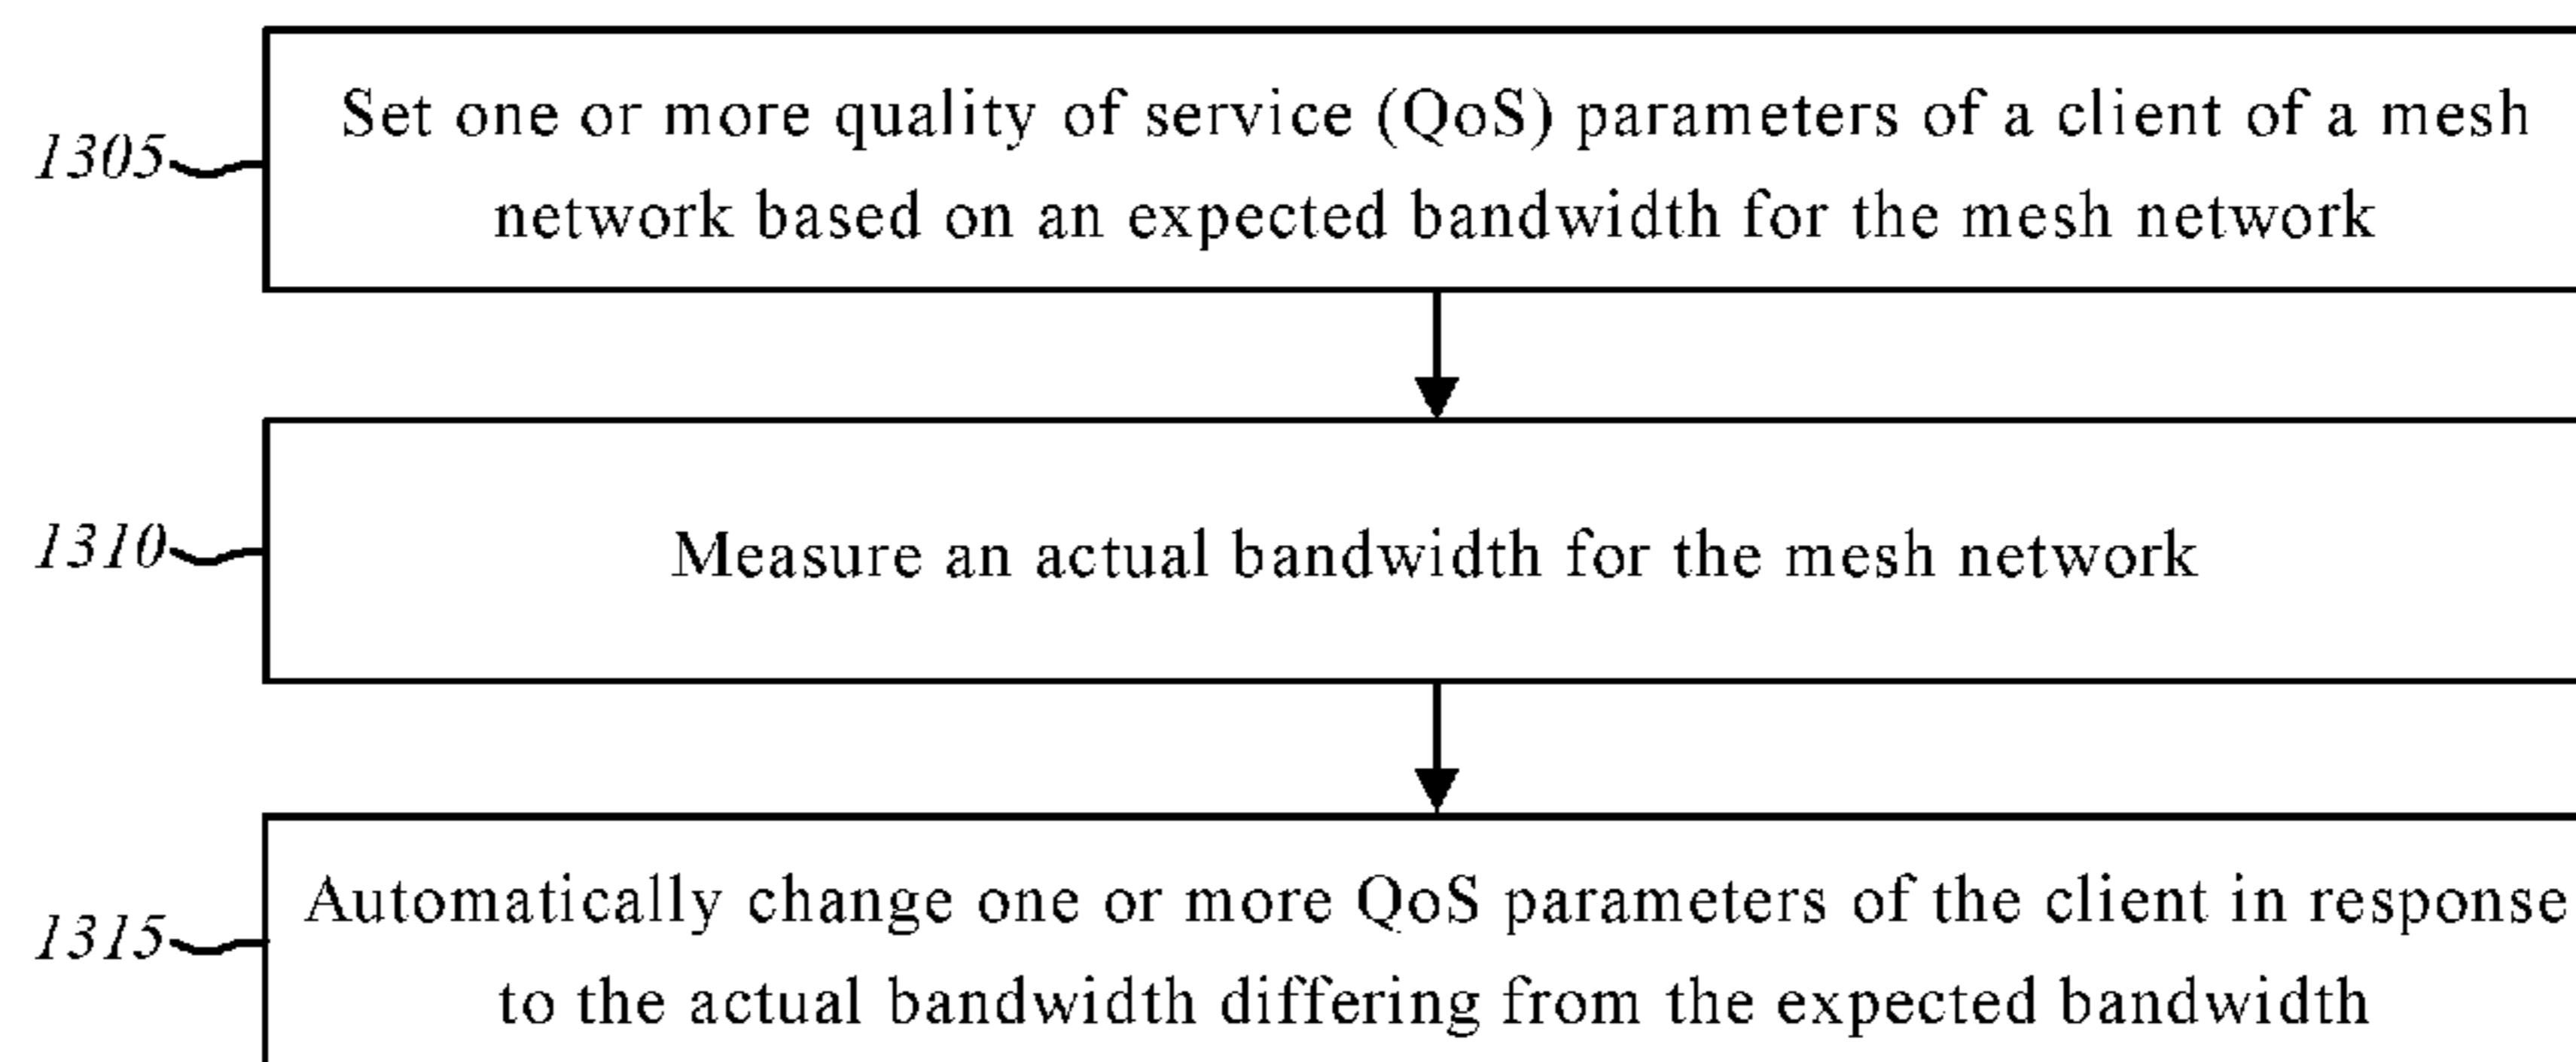 Set one or more quality of service (QoS) parameters of a client of a mesh
1305
network based on an expected bandwidth for the mesh network
1310
Measure an actual bandwidth for the mesh network
Automatically change one or more QoS parameters of the client in response
1315
to the actual bandwidth differing from the expected bandwidth